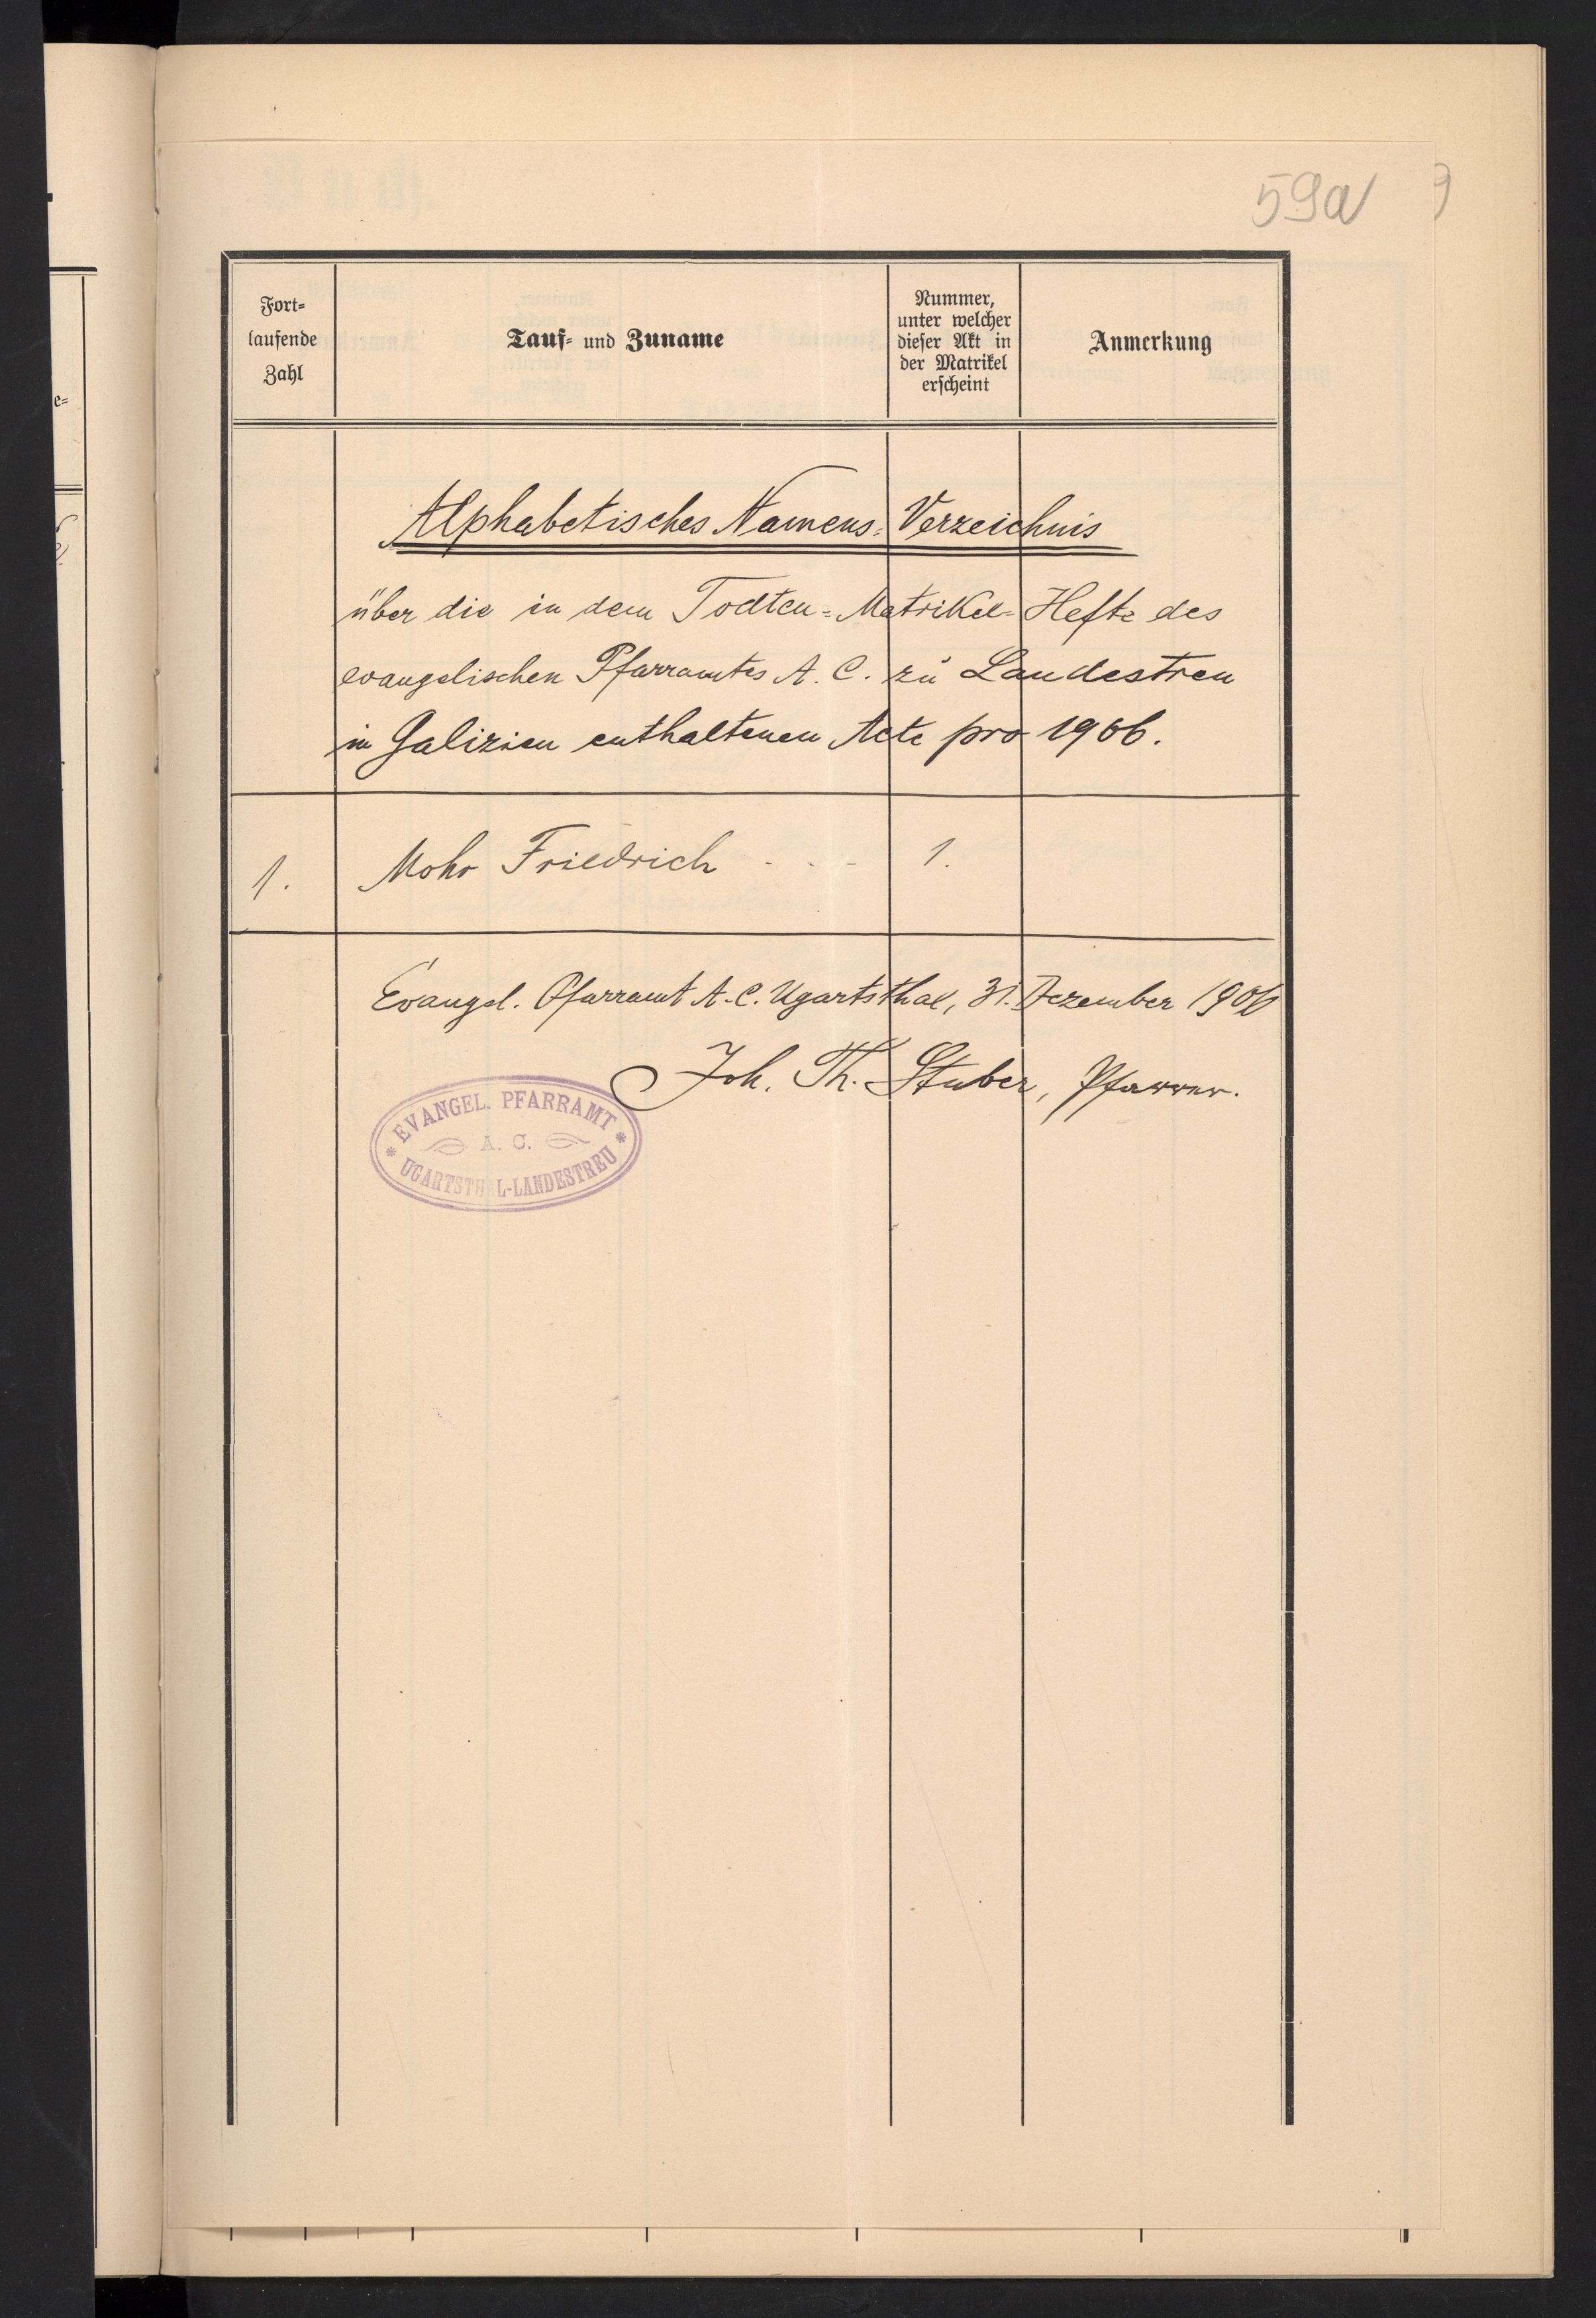 59a
Fort-
laufende
Zahl
Tauf- und Zuname
Nummer,
unter welcher
dieser Akt in
der Matrikel
erscheint
Anmerkung
Alphabetisches Namens-Verzeichnis
über die in dem Todten-Matrikel-Hefte des
evangelischen Pfarramtes A. C. zu Landestreu
in Galizien enthaltenen Acte pro 1906.
1. Mohr Friedrich - - - 1.
Evangel. Pfarramt A. C. Ugartsthal, 31. Dezember 1906
Joh. Th. Stuber, Pfarrer.
EVANGEL. PFARRAMT
A. C.
UGARTSTHAL-LANDESTREU